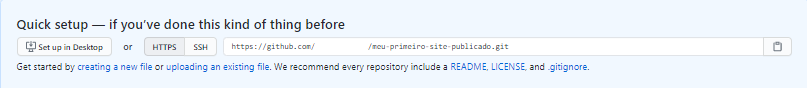 Quick setup — if you've done this kind of thing before
Set up in Desktop or HTTPS SSH https://github.com/ /meu-primeiro-site-publicado.git
Get started by creating a new file or uploading an existing file. We recommend every repository include a README, LICENSE, and .gitignore.